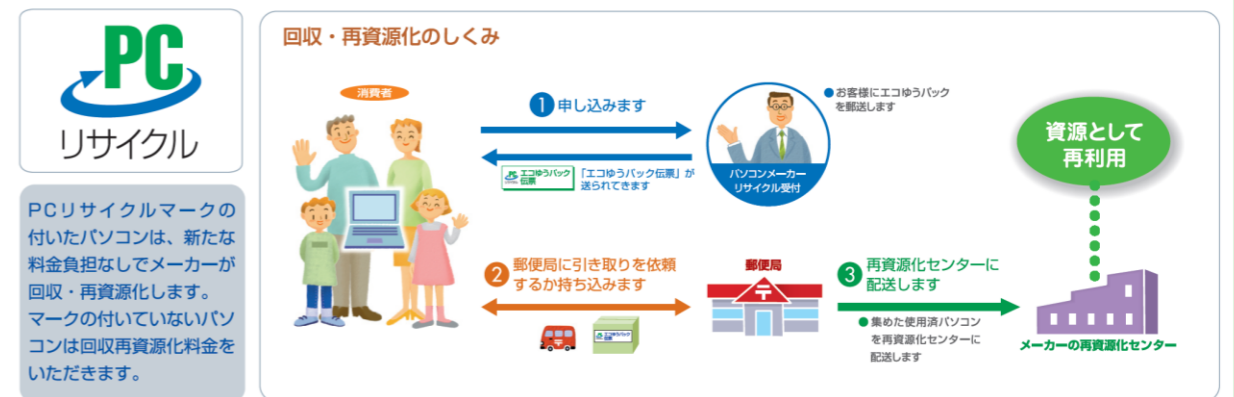 PC
リサイクル
PCリサイクルマークの
付いたパソコンは、新たな
料金負担なしでメーカーが
回収・再資源化します。
マークの付いていないパソ
コンは回収再資源化料金を
いただきます。
回収・再資源化のしくみ
消費者
1 申し込みます
エコゆうパック
伝票
「エコゆうパック伝票」が
送られてきます
パソコンメーカー
リサイクル受付
●お客様にエコゆうパック
を郵送します
2 郵便局に引き取りを依頼
するか持ち込みます
エコゆうパック
伝票
郵便局
〒
3 再資源化センターに
配送します
●集めた使用済パソコン
を再資源化センターに
配送します
資源として
再利用
メーカーの再資源化センター